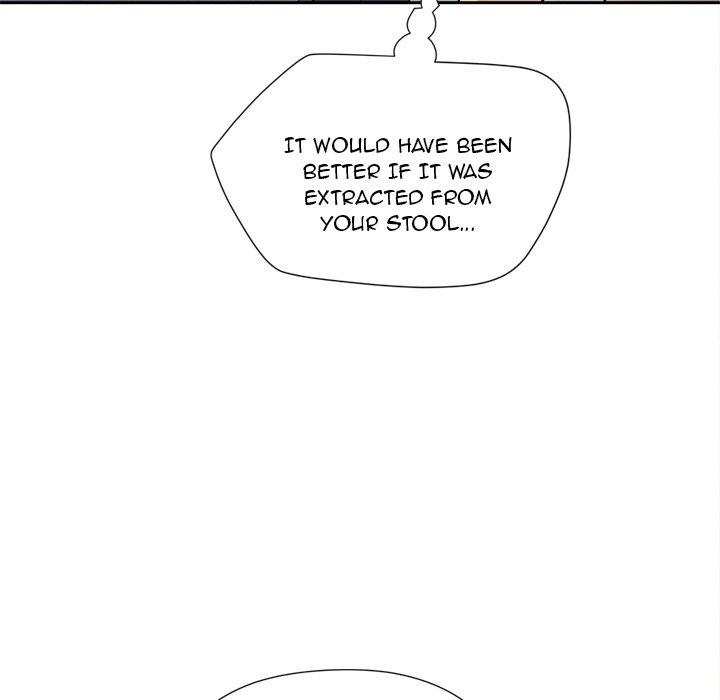 IT WOULD HAVE BEEN
BETTER IF IT WAS
EXTRACTED FROM
YOUR STOOL...